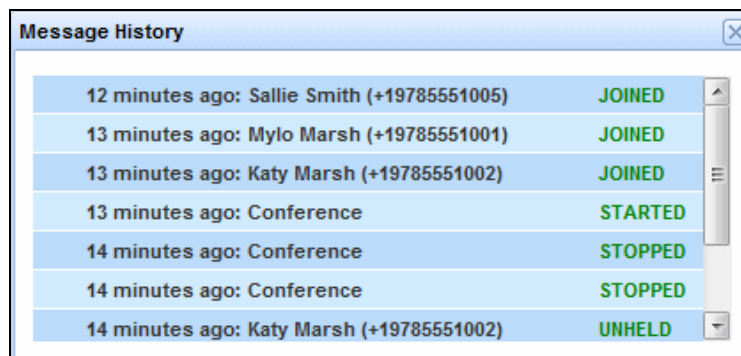 Message History
12 minutes ago: Sallie Smith (+19785551005) JOINED
13 minutes ago: Mylo Marsh (+19785551001) JOINED
13 minutes ago: Katy Marsh (+19785551002) JOINED
13 minutes ago: Conference STARTED
14 minutes ago: Conference STOPPED
14 minutes ago: Conference STOPPED
14 minutes ago: Katy Marsh (+19785551002) UNHELD